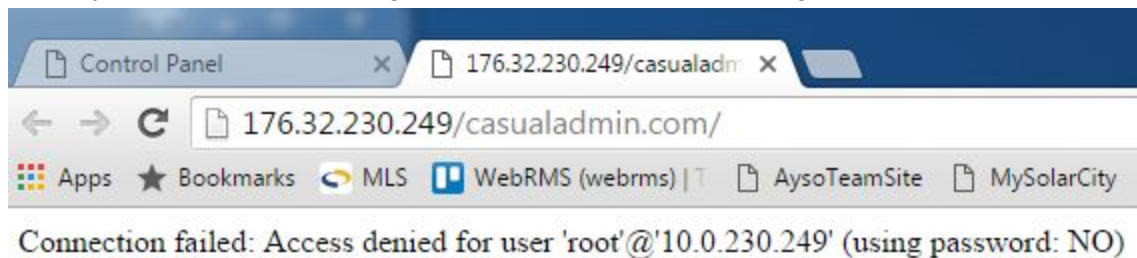 Control Panel
176.32.230.249/casualadm
176.32.230.249/casualadmin.com/
Apps Bookmarks MLS WebRMS (webrms) | T AysoTeamSite MySolarCity
Connection failed: Access denied for user 'root'@'10.0.230.249' (using password: NO)